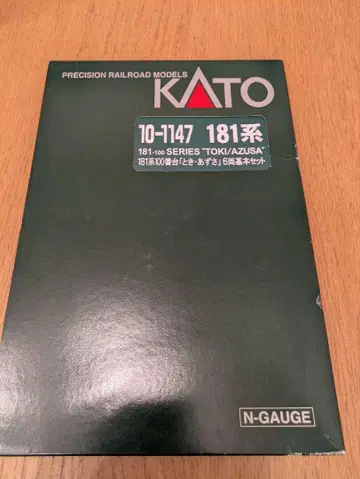 PRECISION RAILROAD MODELS
KATO
10-1147 181系
181-100 SERIES "TOKI/AZUSA"
181系100番台「とき・あずさ」6両基本セット
N-GAUGE